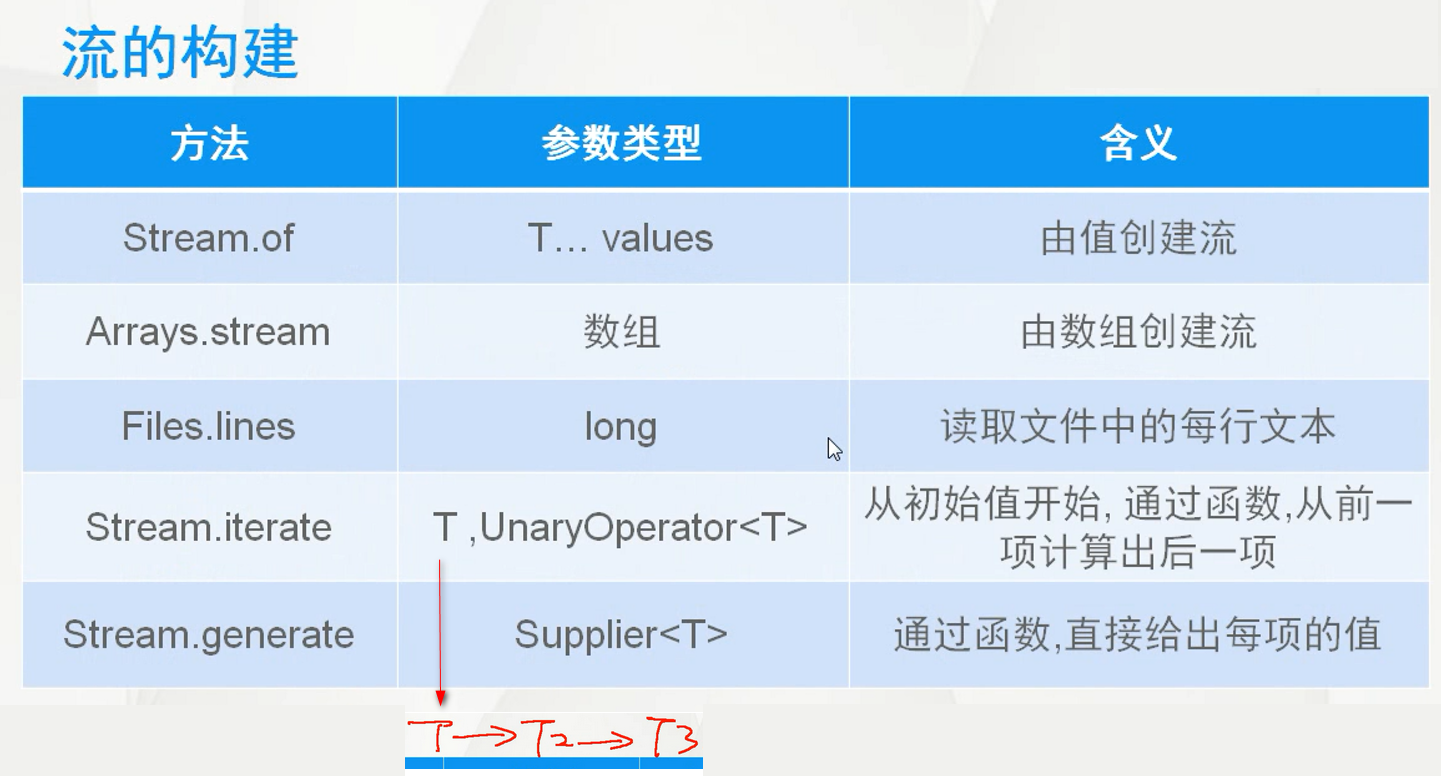 流的构建
方法 参数类型 含义
Stream.of T... values 由值创建流
Arrays.stream 数组 由数组创建流
Files.lines long 读取文件中的每行文本
Stream.iterate T ,UnaryOperator<T> 从初始值开始, 通过函数,从前一
项计算出后一项
Stream.generate Supplier<T> 通过函数,直接给出每项的值
T → T2 → T3